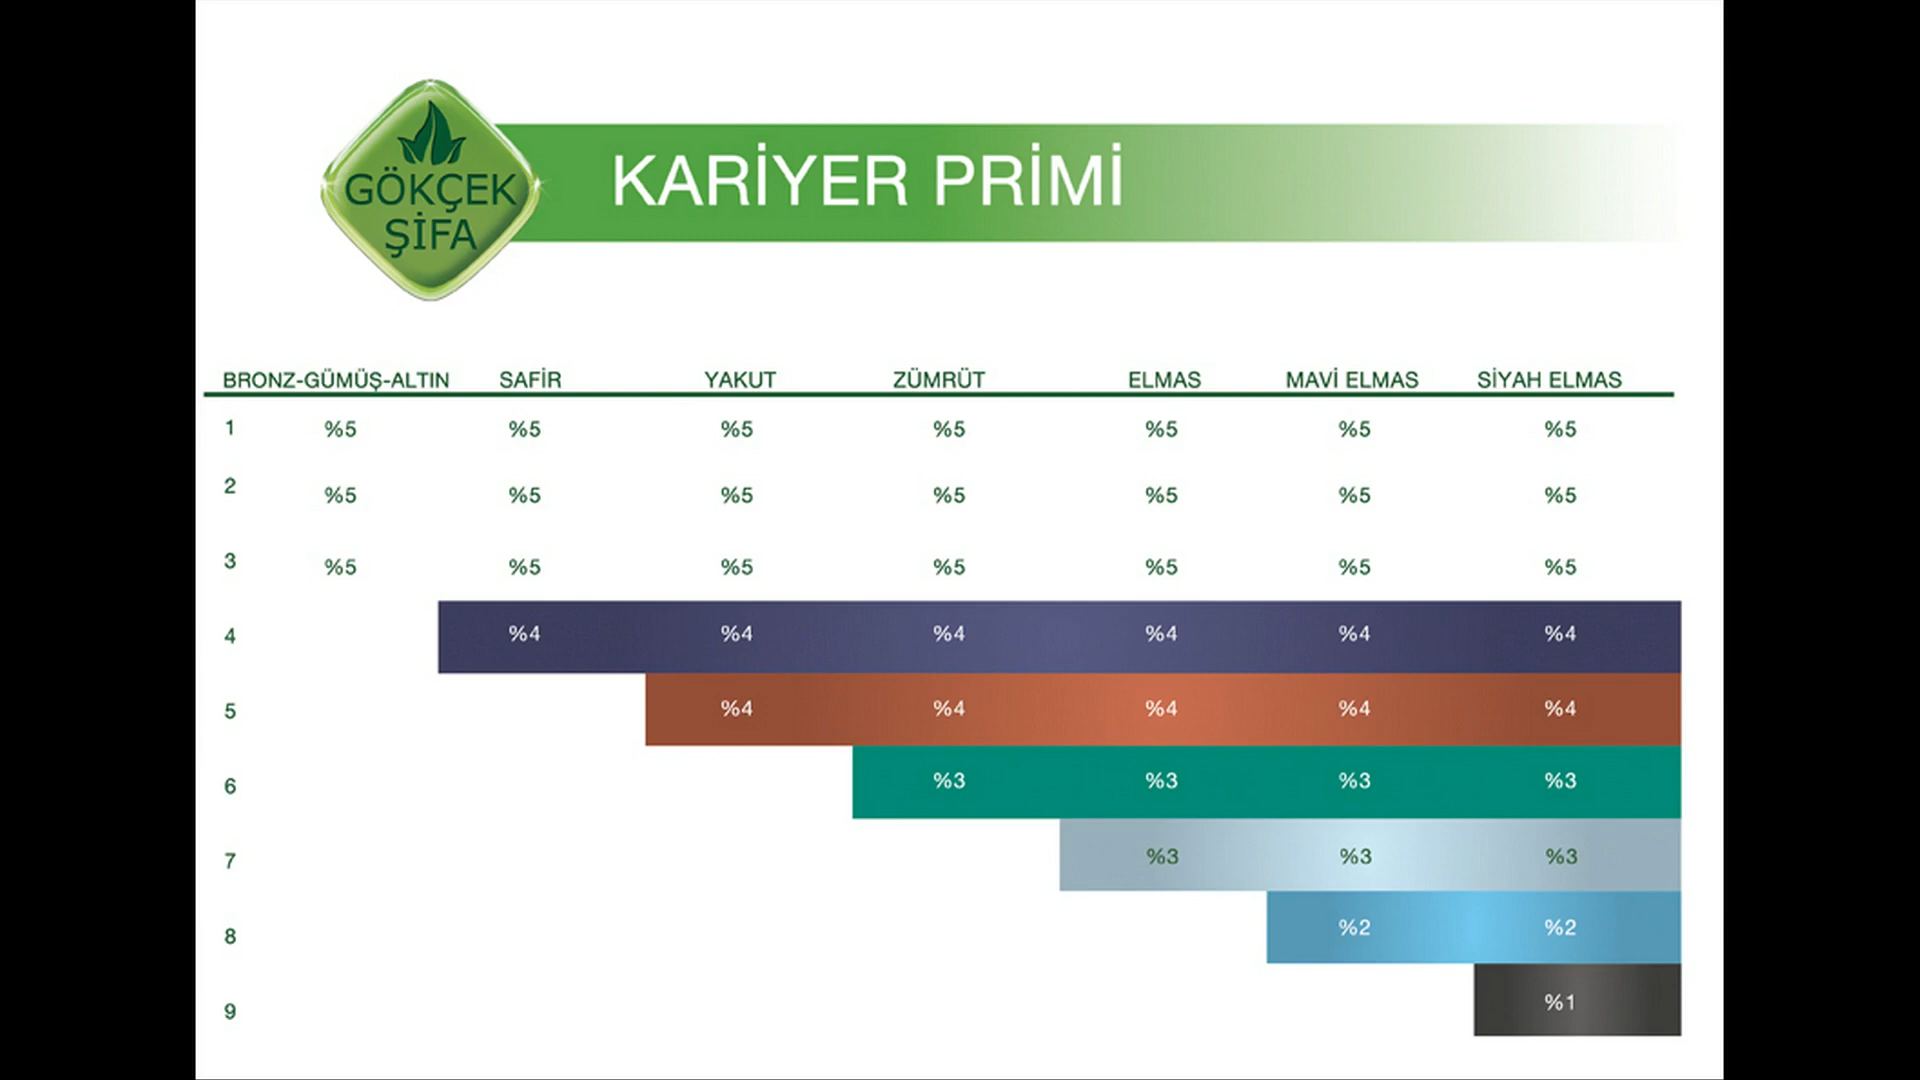 GÖKÇEK
ŞİFA
KARİYER PRİMİ
BRONZ-GÜMÜŞ-ALTIN SAFİR YAKUT ZÜMRÜT ELMAS MAVİ ELMAS SİYAH ELMAS
1 %5 %5 %5 %5 %5 %5 %5
2 %5 %5 %5 %5 %5 %5 %5
3 %5 %5 %5 %5 %5 %5 %5
4 %4 %4 %4 %4 %4 %4
5 %4 %4 %4 %4 %4
6 %3 %3 %3 %3
7 %3 %3 %3
8 %2 %2
9 %1